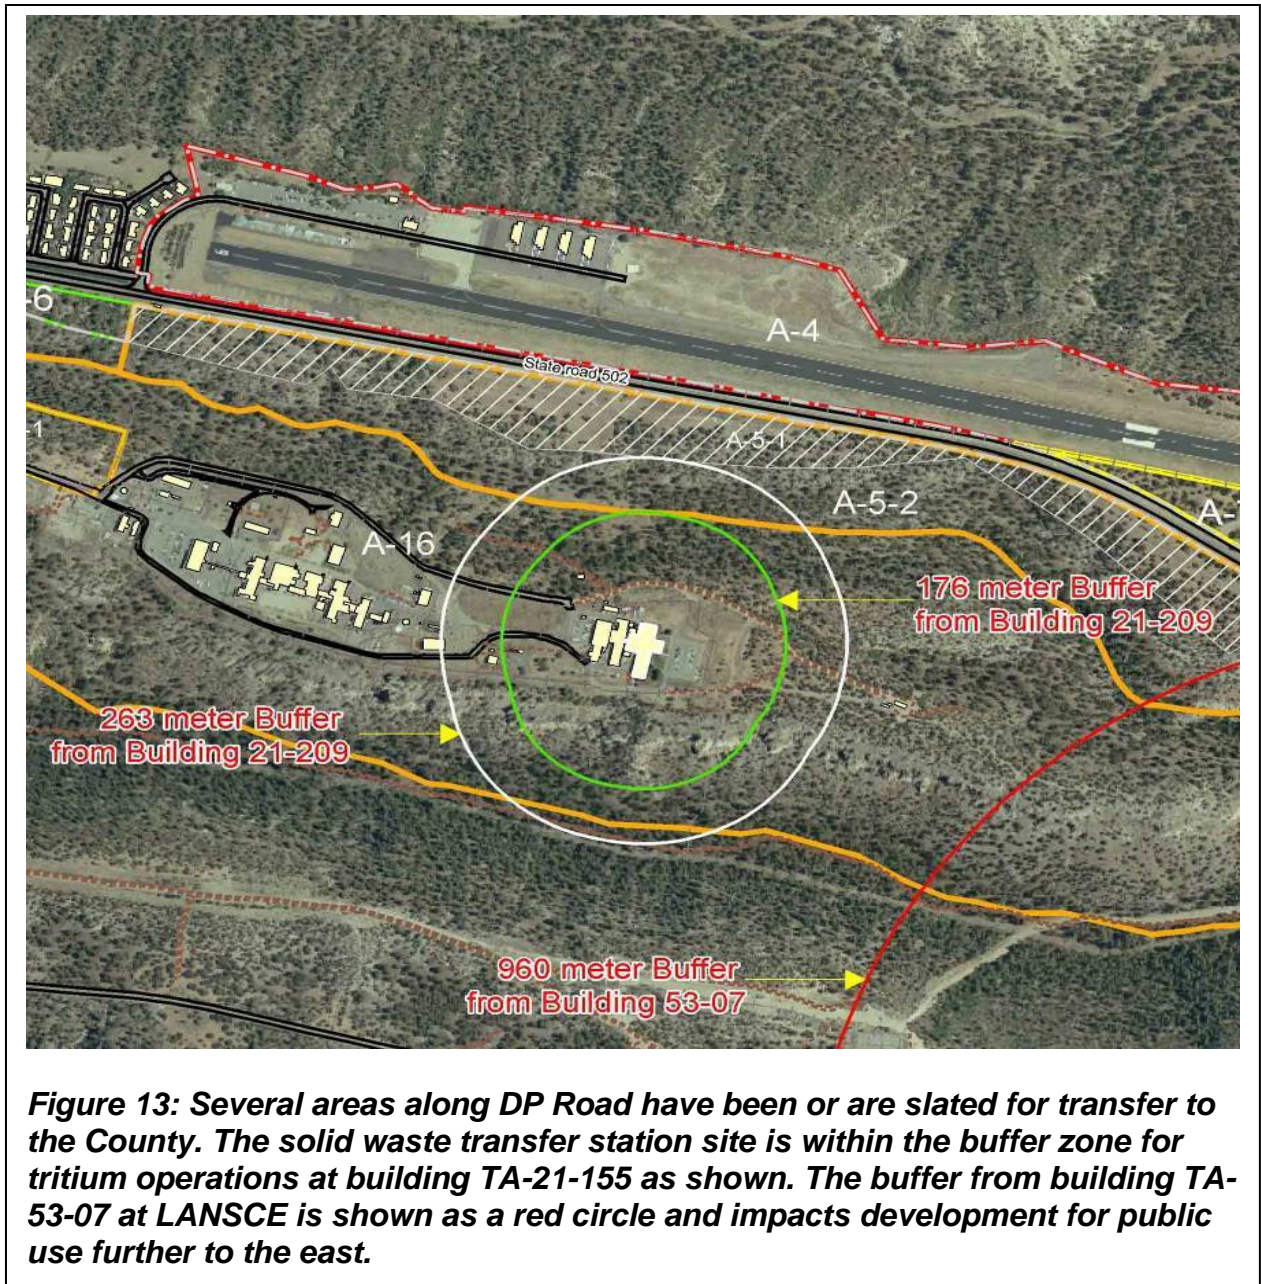 A-4
-6
State road 502
A-5-1
-1
A-5-2
A-
A-16
176 meter Buffer
from Building 21-209
263 meter Buffer
from Building 21-209
960 meter Buffer
from Building 53-07
Figure 13: Several areas along DP Road have been or are slated for transfer to
the County. The solid waste transfer station site is within the buffer zone for
tritium operations at building TA-21-155 as shown. The buffer from building TA-
53-07 at LANSCE is shown as a red circle and impacts development for public
use further to the east.